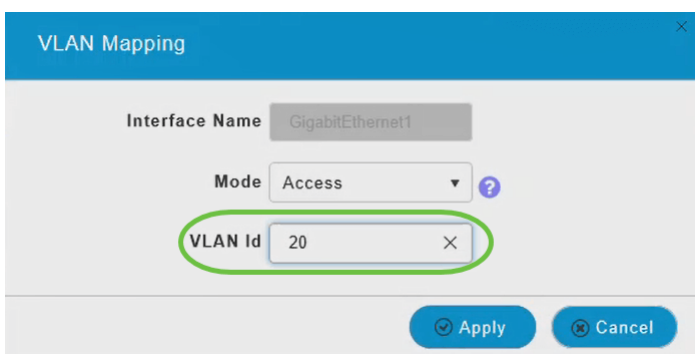 VLAN Mapping
Interface Name GigabitEthernet1
Mode Access
VLAN Id 20
Apply Cancel